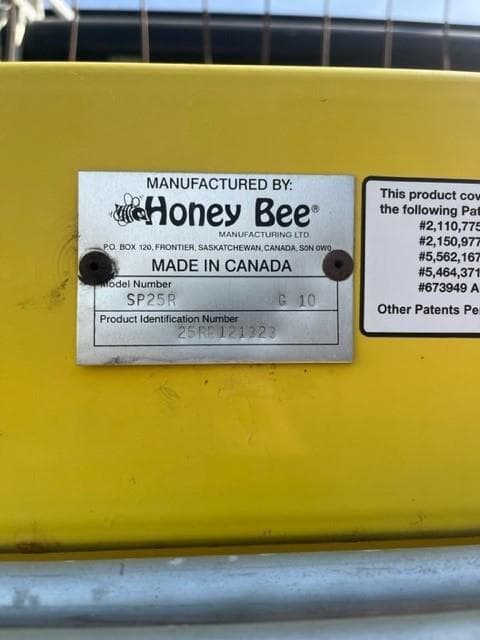 MANUFACTURED BY:
Honey Bee®
MANUFACTURING LTD.
P.O. BOX 120, FRONTIER, SASKATCHEWAN, CANADA, S0N 0W0
MADE IN CANADA
Model Number
SP25R G 10
Product Identification Number
This product cov
the following Pat
#2,110,775
#2,150,977
#5,562,167
#5,464,371
#673949 A
Other Patents Pe